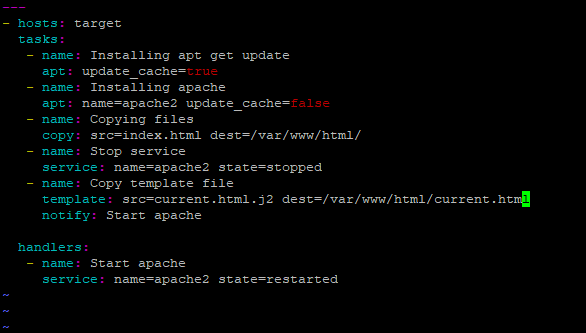 ---
- hosts: target
  tasks:
   - name: Installing apt get update
     apt: update_cache=true
   - name: Installing apache
     apt: name=apache2 update_cache=false
   - name: Copying files
     copy: src=index.html dest=/var/www/html/
   - name: Stop service
     service: name=apache2 state=stopped
   - name: Copy template file
     template: src=current.html.j2 dest=/var/www/html/current.html
     notify: Start apache

  handlers:
   - name: Start apache
     service: name=apache2 state=restarted
~
~
~